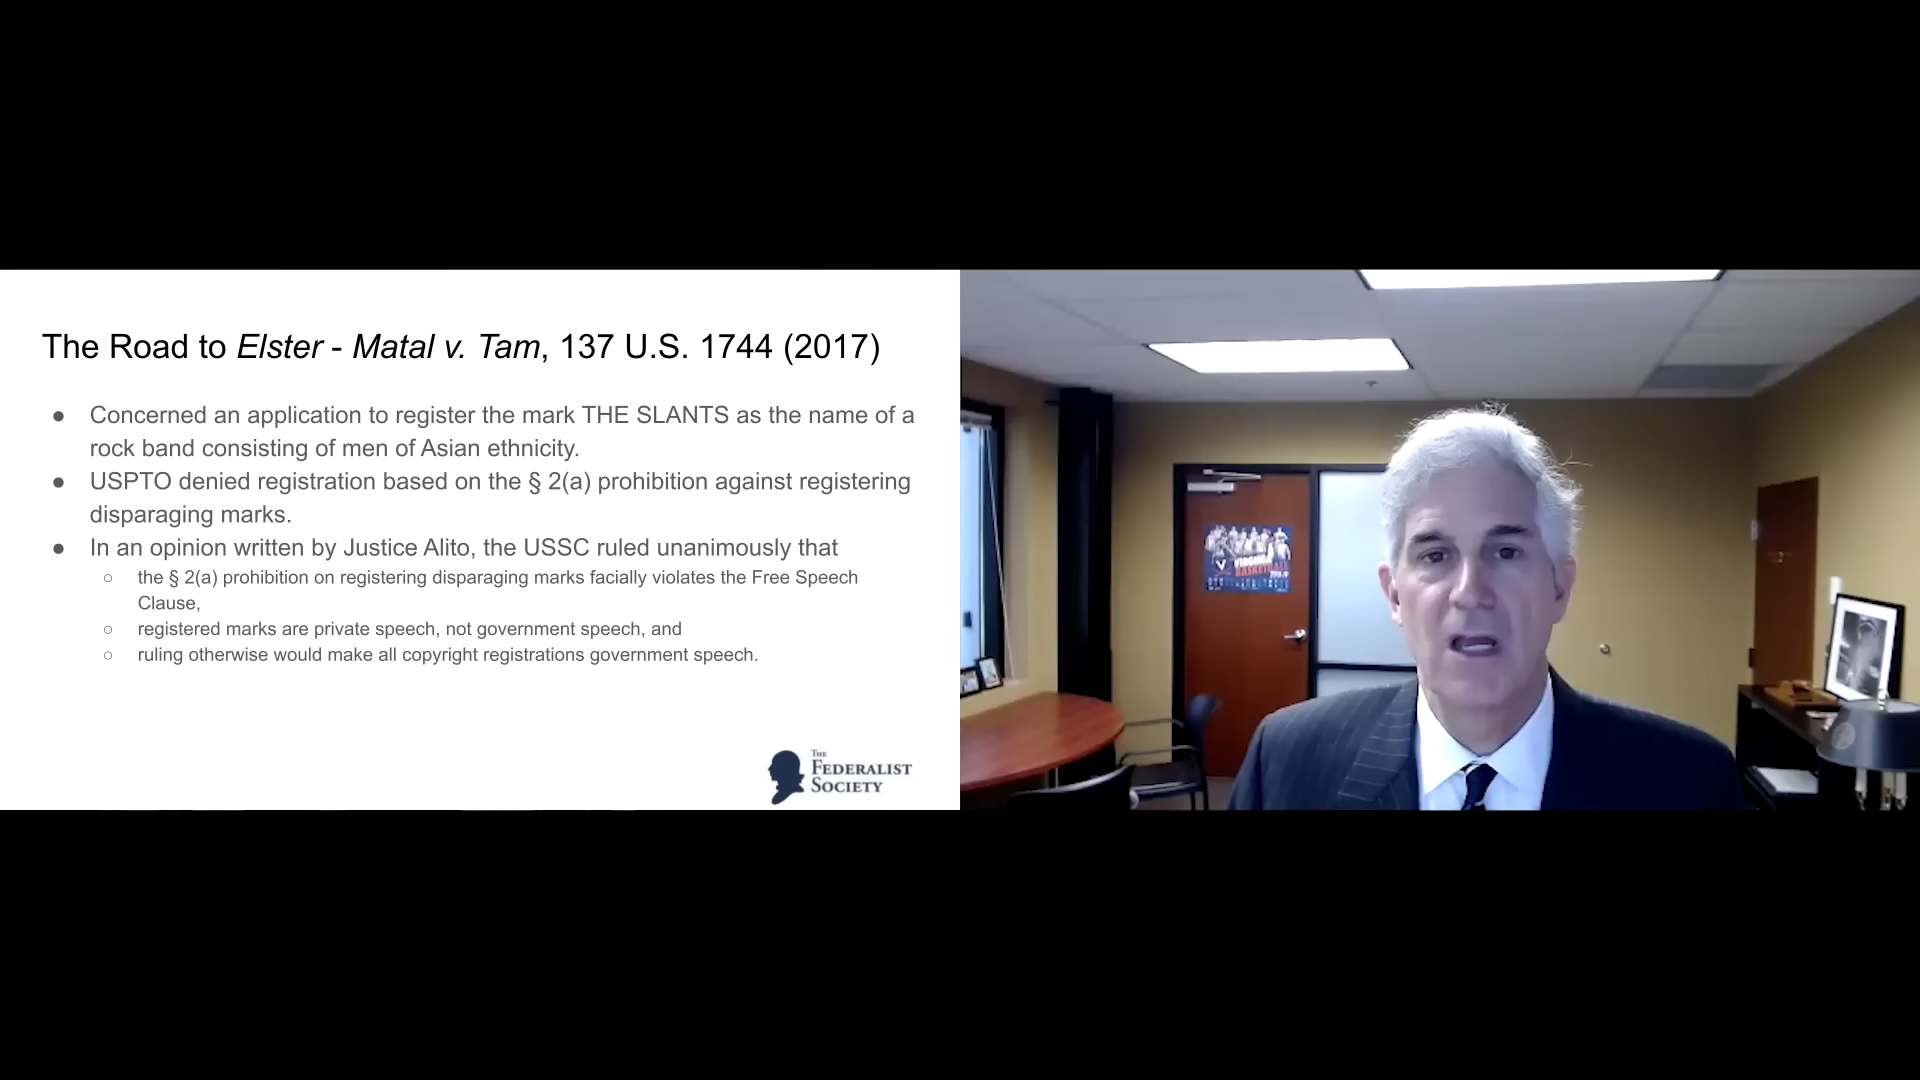 The Road to Elster - Matal v. Tam, 137 U.S. 1744 (2017)
● Concerned an application to register the mark THE SLANTS as the name of a
rock band consisting of men of Asian ethnicity.
● USPTO denied registration based on the § 2(a) prohibition against registering
disparaging marks.
● In an opinion written by Justice Alito, the USSC ruled unanimously that
○ the § 2(a) prohibition on registering disparaging marks facially violates the Free Speech
Clause,
○ registered marks are private speech, not government speech, and
○ ruling otherwise would make all copyright registrations government speech.
THE
FEDERALIST
SOCIETY
VIRGINIA
BASKETBALL